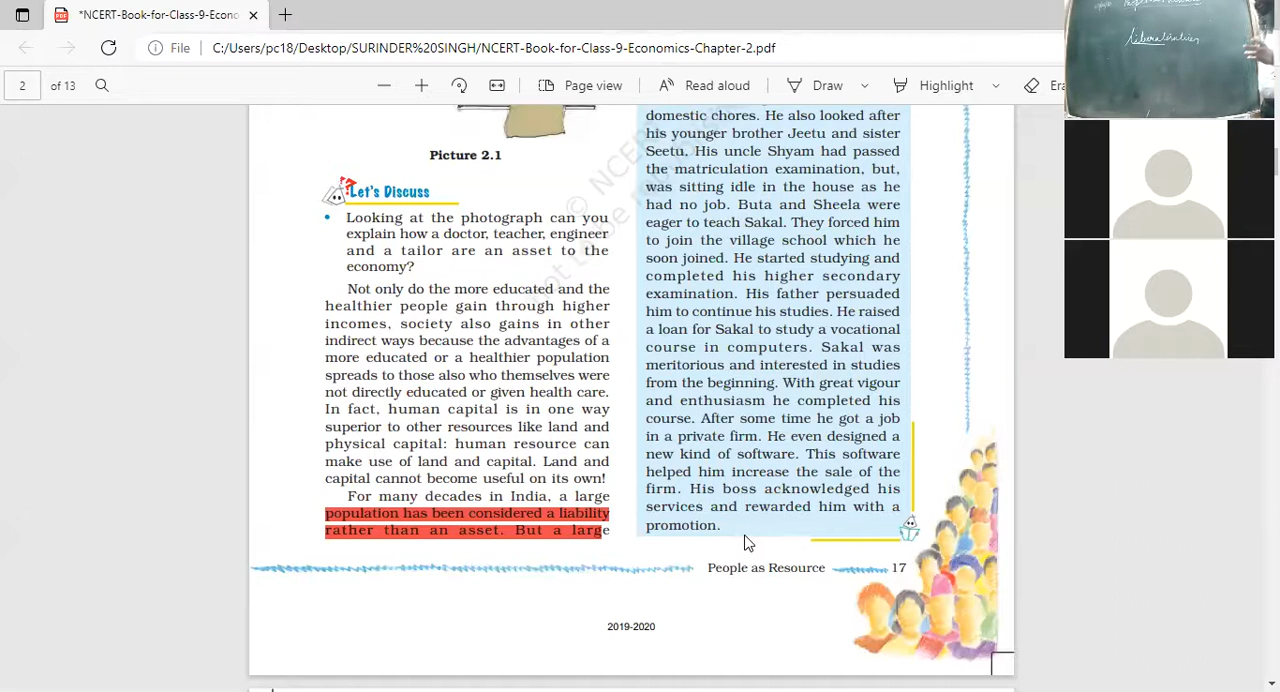 *NCERT-Book-for-Class-9-Econo
File
C:/Users/pc18/Desktop/SURINDER%20SINGH/NCERT-Book-for-Class-9-Economics-Chapter-2.pdf
2 of 13
Page view
Read aloud
Draw
Highlight
Era
Picture 2.1
Let's Discuss
• Looking at the photograph can you
explain how a doctor, teacher, engineer
and a tailor are an asset to the
economy?
Not only do the more educated and the
healthier people gain through higher
incomes, society also gains in other
indirect ways because the advantages of
a more educated or a healthier population
spreads to those also who themselves were
not directly educated or given health care.
In fact, human capital is in one way
superior to other resources like land and
physical capital: human resource can
make use of land and capital. Land and
capital cannot become useful on its own!
For many decades in India, a large
population has been considered a liability
rather than an asset. But a large
domestic chores. He also looked after
his younger brother Jeetu and sister
Seetu. His uncle Shyam had passed
the matriculation examination, but,
was sitting idle in the house as he
had no job. Buta and Sheela were
eager to teach Sakal. They forced him
to join the village school which he
soon joined. He started studying and
completed his higher secondary
examination. His father persuaded
him to continue his studies. He raised
a loan for Sakal to study a vocational
course in computers. Sakal was
meritorious and interested in studies
from the beginning. With great vigour
and enthusiasm he completed his
course. After some time he got a job
in a private firm. He even designed a
new kind of software. This software
helped him increase the sale of the
firm. His boss acknowledged his
services and rewarded him with a
promotion.
People as Resource 17
2019-2020
© NCE
not to be